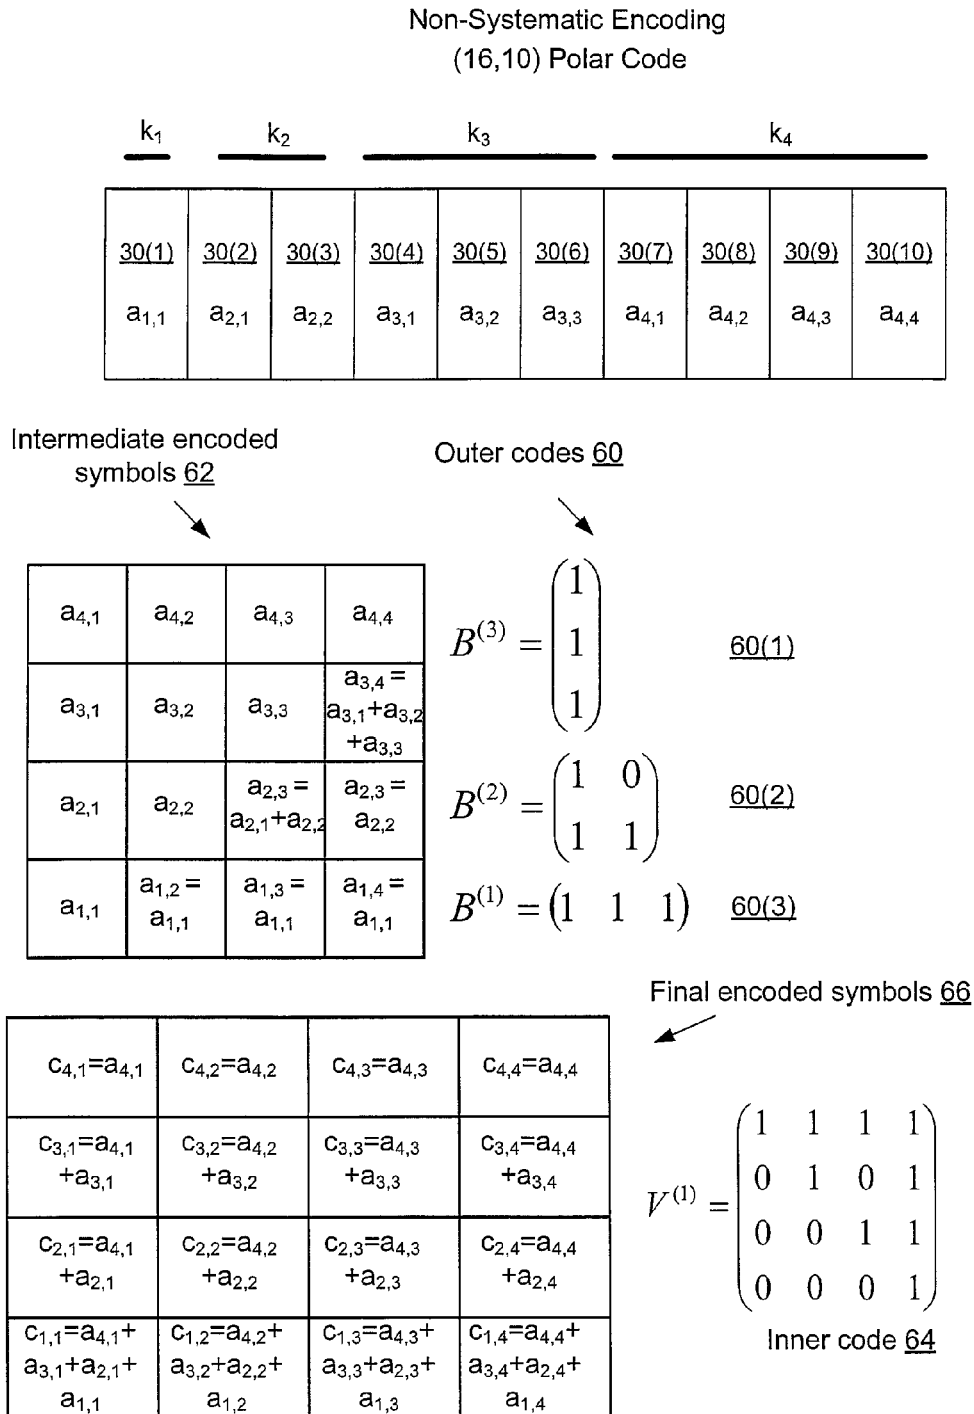 Non-Systematic Encoding
(16,10) Polar Code
k₁ k₂ k₃ k₄
30(1) 30(2) 30(3) 30(4) 30(5) 30(6) 30(7) 30(8) 30(9) 30(10)
a₁,₁ a₂,₁ a₂,₂ a₃,₁ a₃,₂ a₃,₃ a₄,₁ a₄,₂ a₄,₃ a₄,₄
Intermediate encoded
symbols 62
Outer codes 60
a₄,₁ a₄,₂ a₄,₃ a₄,₄
a₃,₁ a₃,₂ a₃,₃ a₃,₄ =
a₃,₁+a₃,₂
+a₃,₃
a₂,₁ a₂,₂ a₂,₃ = a₂,₃ =
a₂,₁+a₂,₂ a₂,₂
a₁,₁ a₁,₂ = a₁,₃ = a₁,₄ =
a₁,₁ a₁,₁ a₁,₁
B⁽³⁾ = (1
1
1) 60(1)
B⁽²⁾ = (1 0
1 1) 60(2)
B⁽¹⁾ = (1 1 1) 60(3)
Final encoded symbols 66
c₄,₁=a₄,₁ c₄,₂=a₄,₂ c₄,₃=a₄,₃ c₄,₄=a₄,₄
c₃,₁=a₄,₁ c₃,₂=a₄,₂ c₃,₃=a₄,₃ c₃,₄=a₄,₄
+a₃,₁ +a₃,₂ +a₃,₃ +a₃,₄
c₂,₁=a₄,₁ c₂,₂=a₄,₂ c₂,₃=a₄,₃ c₂,₄=a₄,₄
+a₂,₁ +a₂,₂ +a₂,₃ +a₂,₄
c₁,₁=a₄,₁+ c₁,₂=a₄,₂+ c₁,₃=a₄,₃+ c₁,₄=a₄,₄+
a₃,₁+a₂,₁+ a₃,₂+a₂,₂+ a₃,₃+a₂,₃+ a₃,₄+a₂,₄+
a₁,₁ a₁,₂ a₁,₃ a₁,₄
V⁽¹⁾ = (1 1 1 1
0 1 0 1
0 0 1 1
0 0 0 1)
Inner code 64